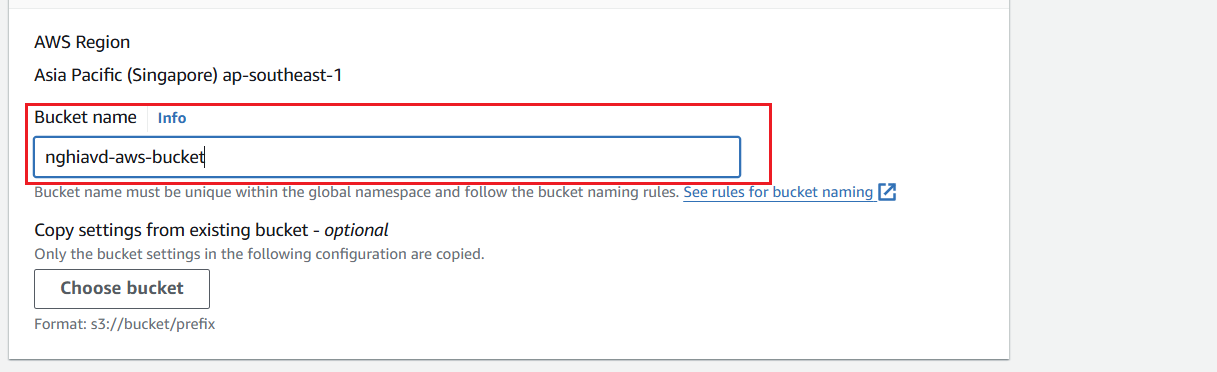 AWS Region
Asia Pacific (Singapore) ap-southeast-1
Bucket name Info
nghiavd-aws-bucket
Bucket name must be unique within the global namespace and follow the bucket naming rules. See rules for bucket naming
Copy settings from existing bucket - optional
Only the bucket settings in the following configuration are copied.
Choose bucket
Format: s3://bucket/prefix